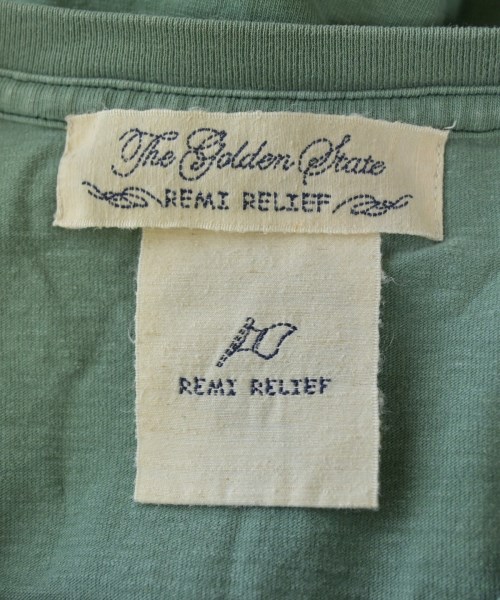 The Golden State
REMI RELIEF
REMI RELIEF